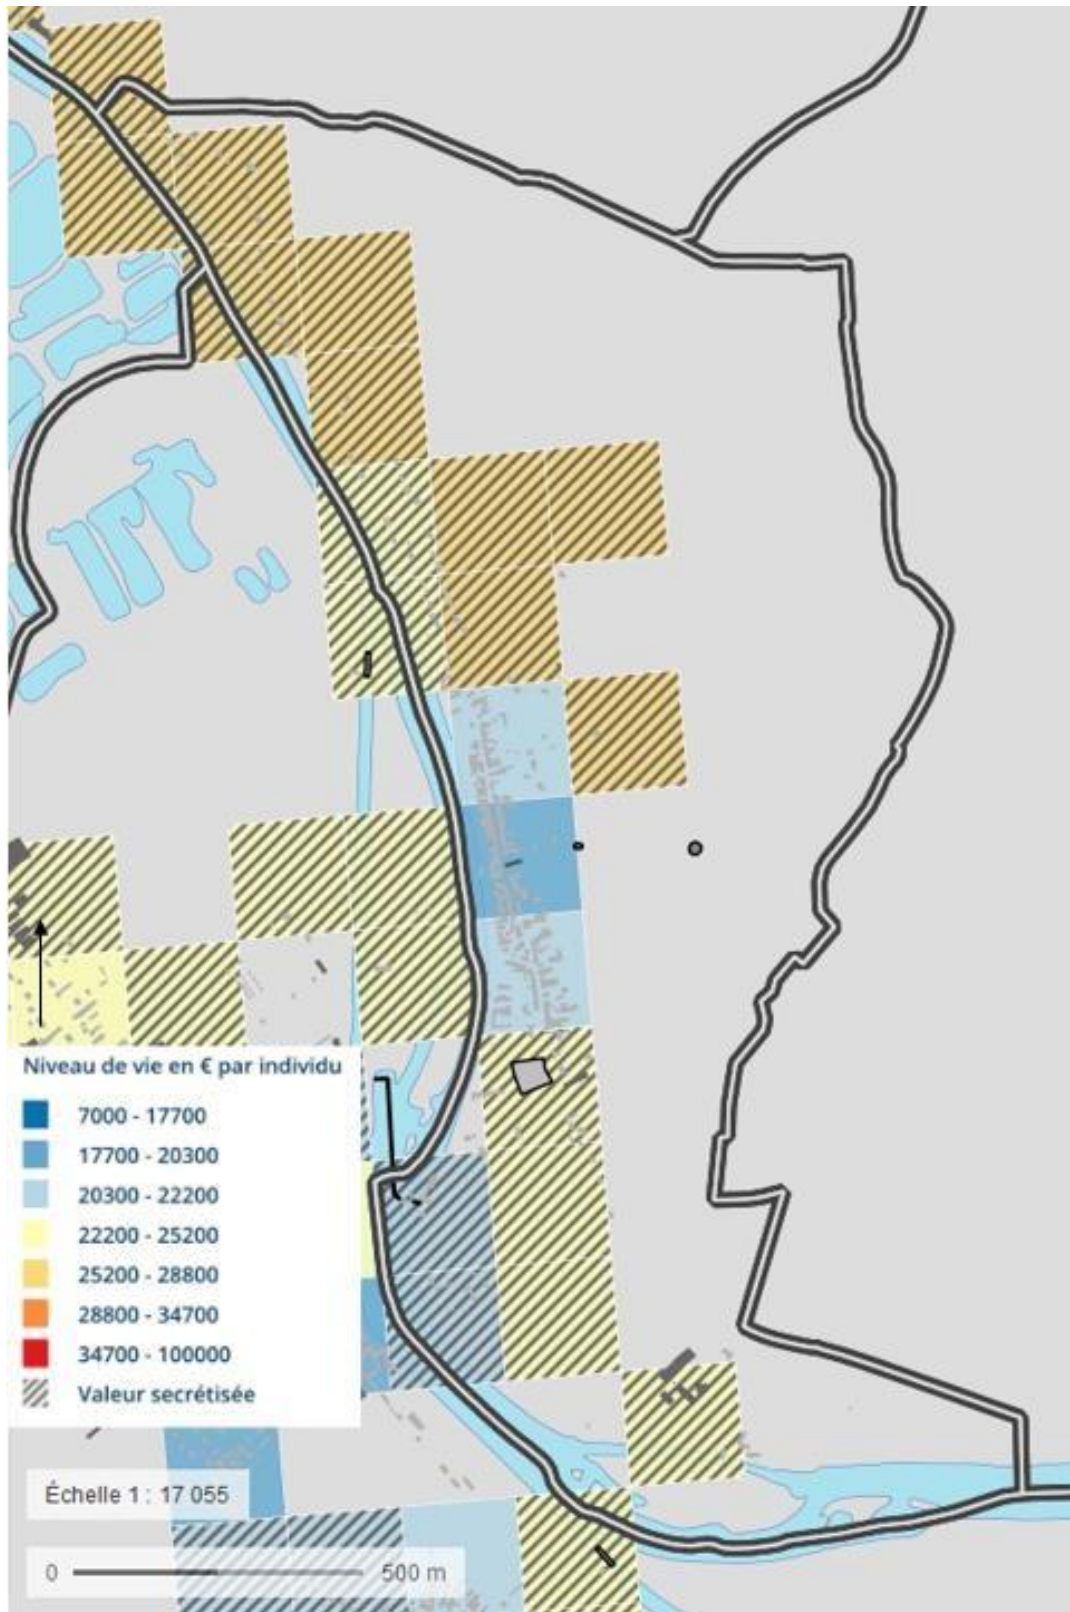 Niveau de vie en € par individu
7000 - 17700
17700 - 20300
20300 - 22200
22200 - 25200
25200 - 28800
28800 - 34700
34700 - 100000
Valeur secrétisée
Échelle 1 : 17 055
0 500 m